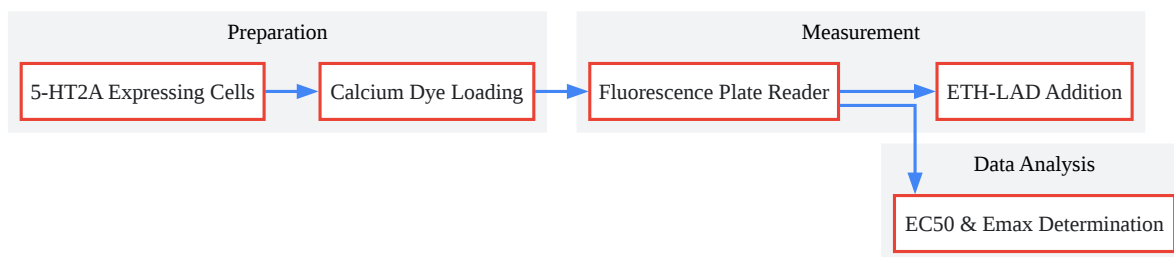 Preparation
5-HT2A Expressing Cells
Calcium Dye Loading
Measurement
Fluorescence Plate Reader
ETH-LAD Addition
Data Analysis
EC50 & Emax Determination